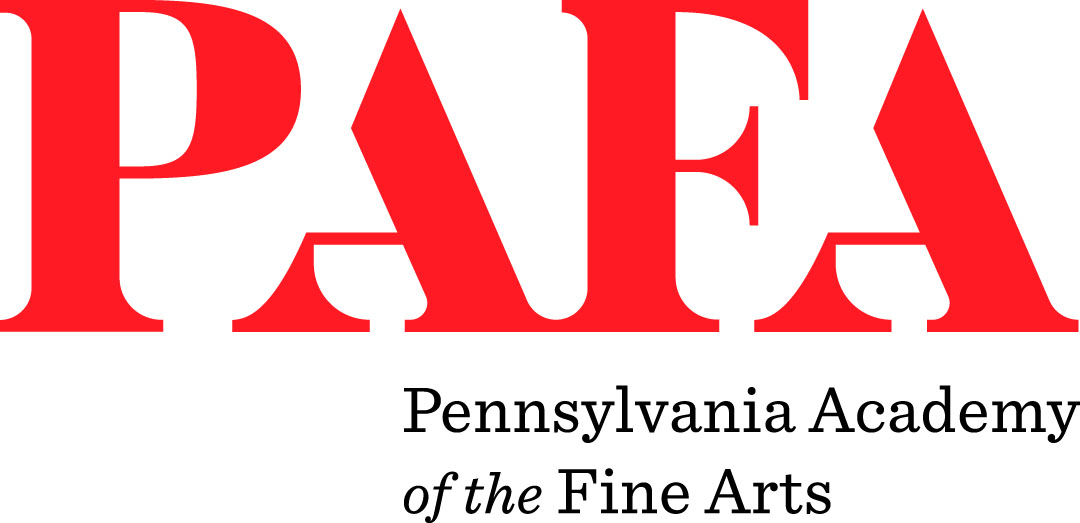 PAFA
Pennsylvania Academy
of the Fine Arts